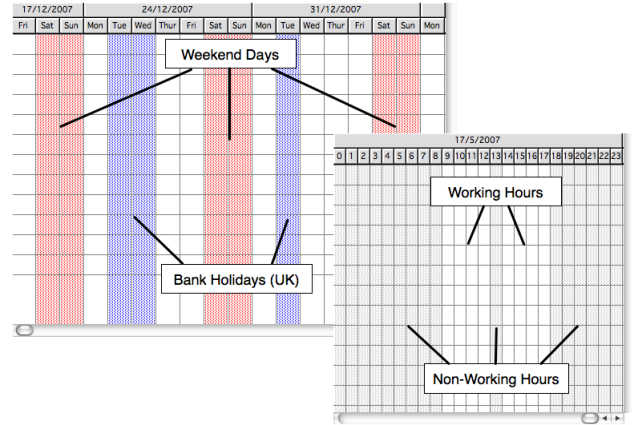 17/12/2007 24/12/2007 31/12/2007
Fri Sat Sun Mon Tue Wed Thur Fri Sat Sun Mon Tue Wed Thur Fri Sat Sun Mon
Weekend Days
Bank Holidays (UK)
17/5/2007
0 1 2 3 4 5 6 7 8 9 10 11 12 13 14 15 16 17 18 19 20 21 22 23
Working Hours
Non-Working Hours